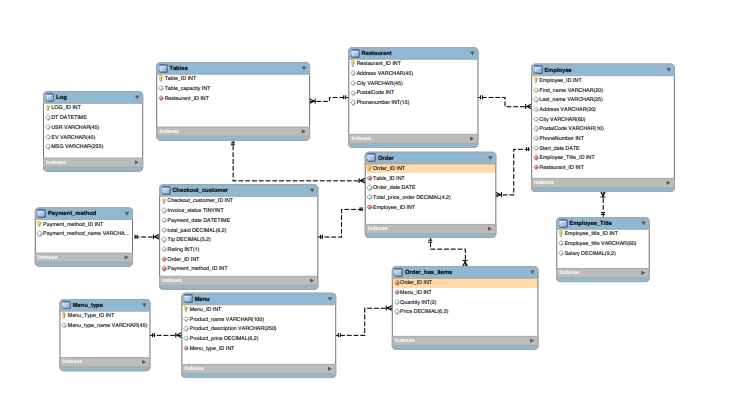 Log
LOG_ID INT
DT DATETIME
USR VARCHAR(45)
EV VARCHAR(45)
MSG VARCHAR(255)
Indexes
Tables
Table_ID INT
Table_capacity INT
Restaurant_ID INT
Indexes
Restaurant
Restaurant_ID INT
Address VARCHAR(45)
City VARCHAR(45)
PostalCode INT
Phonenumber INT(15)
Indexes
Employee
Employee_ID INT
First_name VARCHAR(20)
Last_name VARCHAR(25)
Address VARCHAR(20)
City VARCHAR(60)
PostalCode VARCHAR(10)
PhoneNumber INT
Start_date DATE
Employee_Title_ID INT
Restaurant_ID INT
Indexes
Order
Order_ID INT
Table_ID INT
Order_date DATE
Total_price_order DECIMAL(4,2)
Employee_ID INT
Indexes
Checkout_customer
Checkout_customer_ID INT
Invoice_status TINYINT
Payment_date DATETIME
total_paid DECIMAL(6,2)
Tip DECIMAL(5,2)
Rating INT(1)
Order_ID INT
Payment_method_ID INT
Indexes
Payment_method
Payment_method_ID INT
Payment_method_name VARCHA...
Indexes
Employee_Title
Employee_title_ID INT
Employee_title VARCHAR(60)
Salary DECIMAL(9,2)
Indexes
Order_has_items
Order_ID INT
Menu_ID INT
Quantity INT(2)
Price DECIMAL(6,2)
Indexes
Menu_type
Menu_Type_ID INT
Menu_type_name VARCHAR(45)
Indexes
Menu
Menu_ID INT
Product_name VARCHAR(100)
Product_description VARCHAR(250)
Product_price DECIMAL(6,2)
Menu_type_ID INT
Indexes